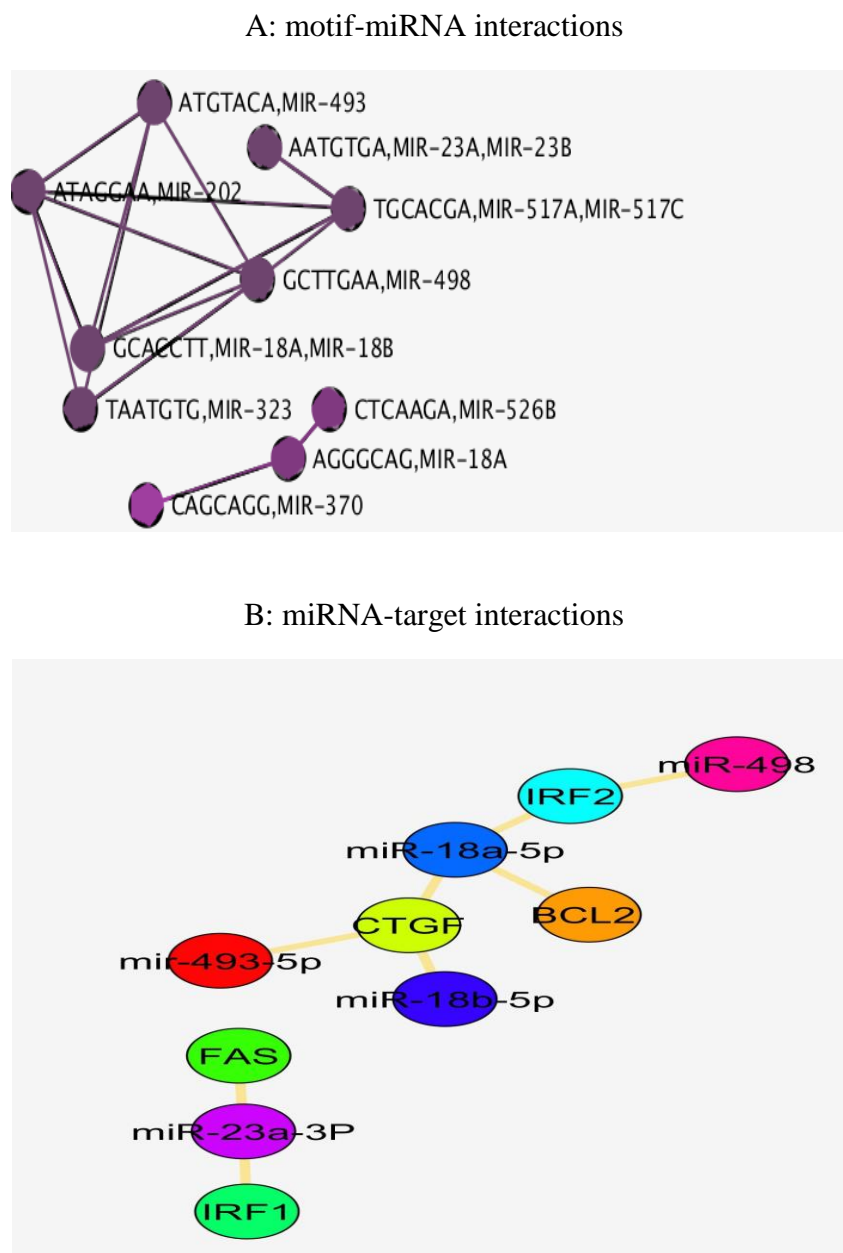 A: motif-miRNA interactions
ATGTACA,MIR-493
AATGTGA,MIR-23A,MIR-23B
ATAGGAA,MIR-202
TGCACGA,MIR-517A,MIR-517C
GCTTGAA,MIR-498
GCACCTT,MIR-18A,MIR-18B
TAATGTG,MIR-323
CTCAAGA,MIR-526B
AGGGCAG,MIR-18A
CAGCAGG,MIR-370
B: miRNA-target interactions
miR-498
IRF2
miR-18a-5p
BCL2
CTGF
mir-493-5p
miR-18b-5p
FAS
miR-23a-3P
IRF1